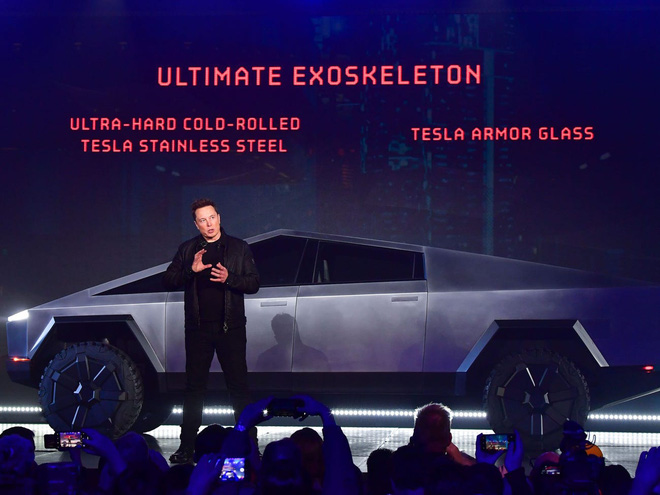 ULTIMATE EXOSKELETON
ULTRA-HARD COLD-ROLLED
TESLA STAINLESS STEEL
TESLA ARMOR GLASS